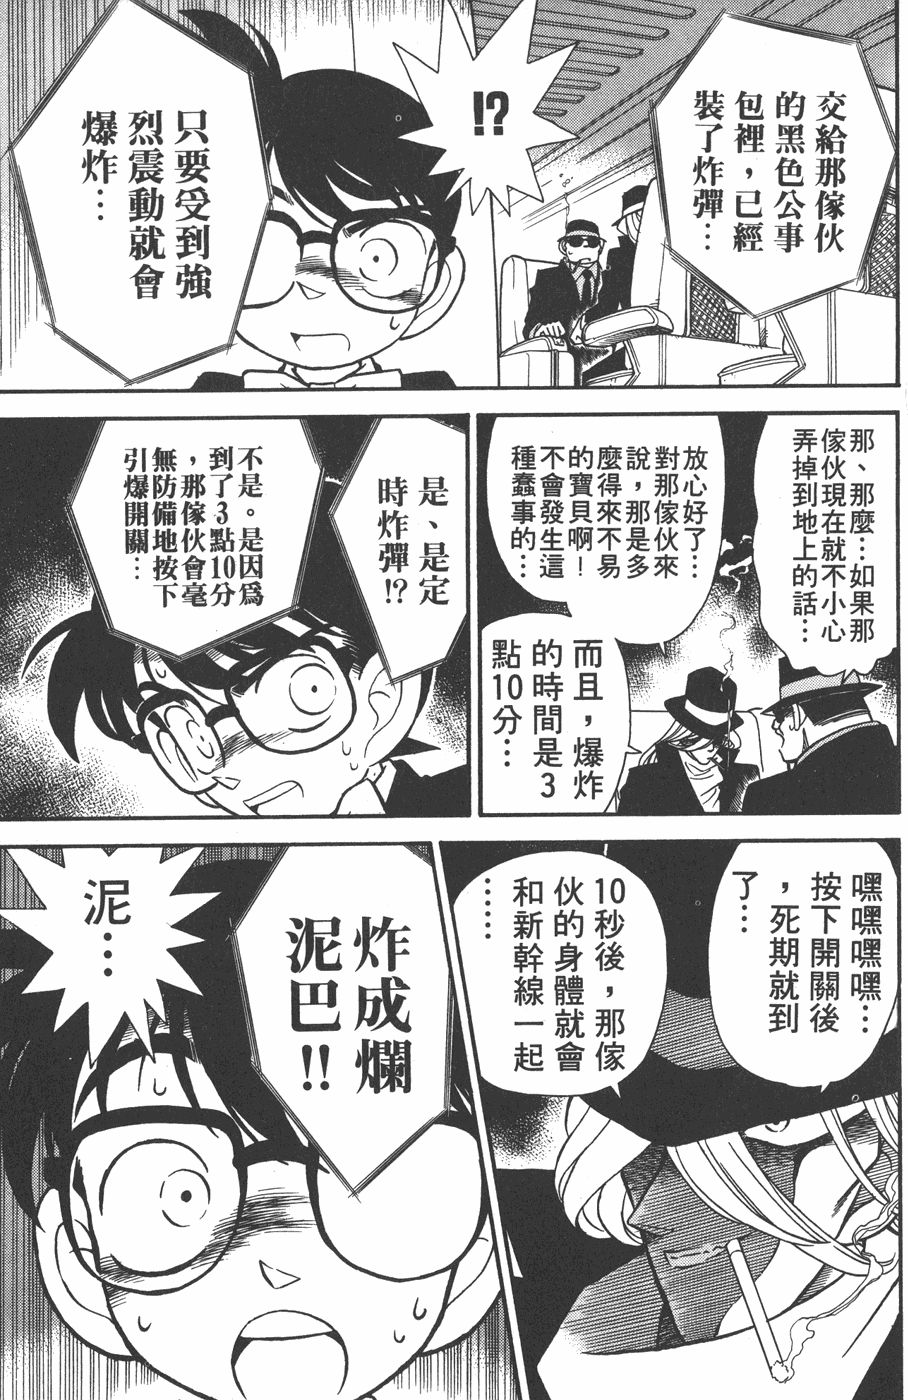 交給那傢伙
的黑色公事
包裡，已經
裝了炸彈…
!?
只要受到強
烈震動就會
爆炸…
那、那麼…如果那
傢伙現在就不小心
弄掉到地上的話…
放心好了…
對那傢伙來
說，那是多
麼得來不易
的寶貝啊！
不會發生這
種蠢事的…
而且，爆炸
的時間是3
點10分…
是、是定
時炸彈!?
不是。是因為
到了3點10分
，那傢伙會毫
無防備地按下
引爆開關…
嘿嘿嘿嘿…
按下開關後
，死期就到
了…
10秒後，那傢
伙的身體就會
和新幹線一起
……
炸成爛
泥巴!!
泥…